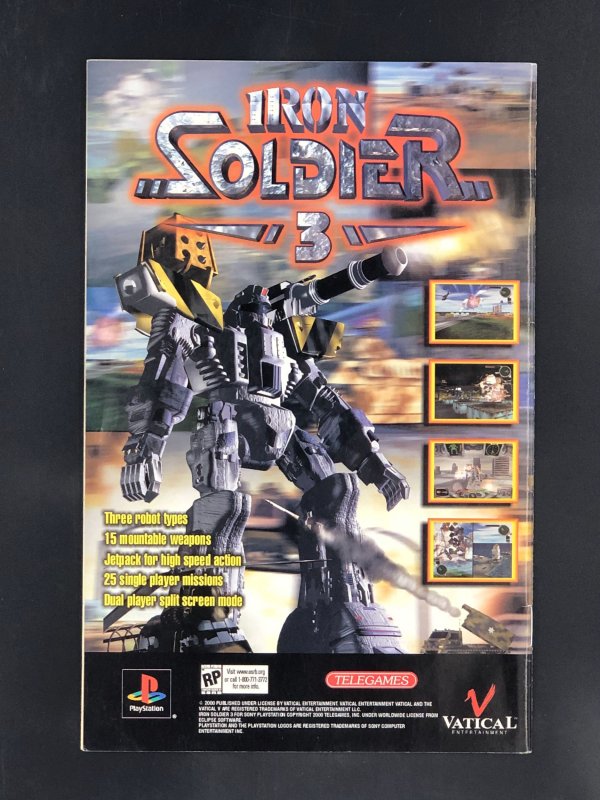 IRON
SOLDIER
3
Three robot types
15 mountable weapons
Jetpack for high speed action
25 single player missions
Dual player split screen mode
PlayStation
RP
Visit www.esrb.org
or call 1-800-771-3772
for more info.
TELEGAMES
V
VATICAL
ENTERTAINMENT
© 2000 PUBLISHED UNDER LICENSE BY VATICAL ENTERTAINMENT. VATICAL ENTERTAINMENT VATICAL AND THE
VATICAL V ARE REGISTERED TRADEMARKS OF VATICAL ENTERTAINMENT LLC.
IRON SOLDIER 3 FOR SONY PLAYSTATION COPYRIGHT 2000 TELEGAMES, INC. UNDER WORLDWIDE LICENSE FROM
ECLIPSE SOFTWARE.
PLAYSTATION AND THE PLAYSTATION LOGOS ARE REGISTERED TRADEMARKS OF SONY COMPUTER
ENTERTAINMENT INC.